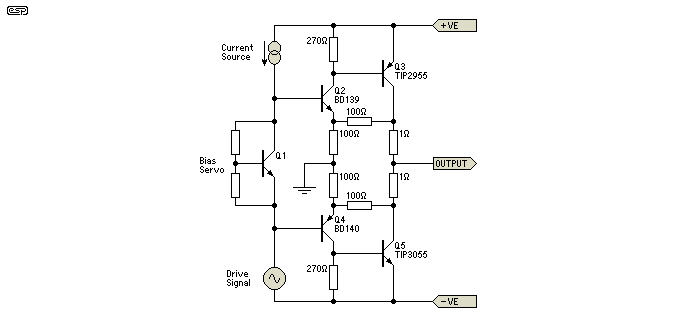 esp
+VE
270Ω
Current
Source
Q3
TIP2955
Q2
BD139
100Ω
100Ω
1Ω
Q1
Bias
Servo
OUTPUT
100Ω
1Ω
100Ω
Q4
BD140
Q5
TIP3055
270Ω
Drive
Signal
-VE